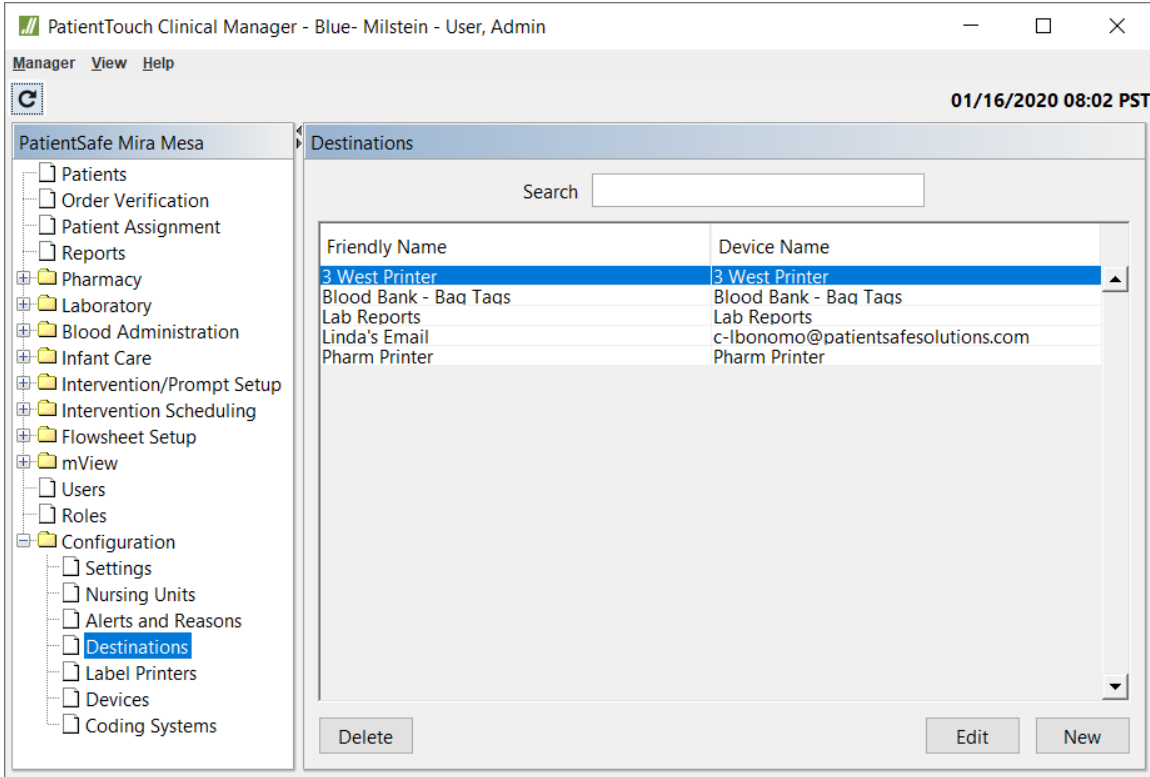 PatientTouch Clinical Manager - Blue- Milstein - User, Admin
Manager View Help
01/16/2020 08:02 PST
PatientSafe Mira Mesa
Patients
Order Verification
Patient Assignment
Reports
Pharmacy
Laboratory
Blood Administration
Infant Care
Intervention/Prompt Setup
Intervention Scheduling
Flowsheet Setup
mView
Users
Roles
Configuration
Settings
Nursing Units
Alerts and Reasons
Destinations
Label Printers
Devices
Coding Systems
Destinations
Search
Friendly Name Device Name
3 West Printer 3 West Printer
Blood Bank - Bag Tags Blood Bank - Bag Tags
Lab Reports Lab Reports
Linda's Email c-lbonomo@patientsafesolutions.com
Pharm Printer Pharm Printer
Delete Edit New